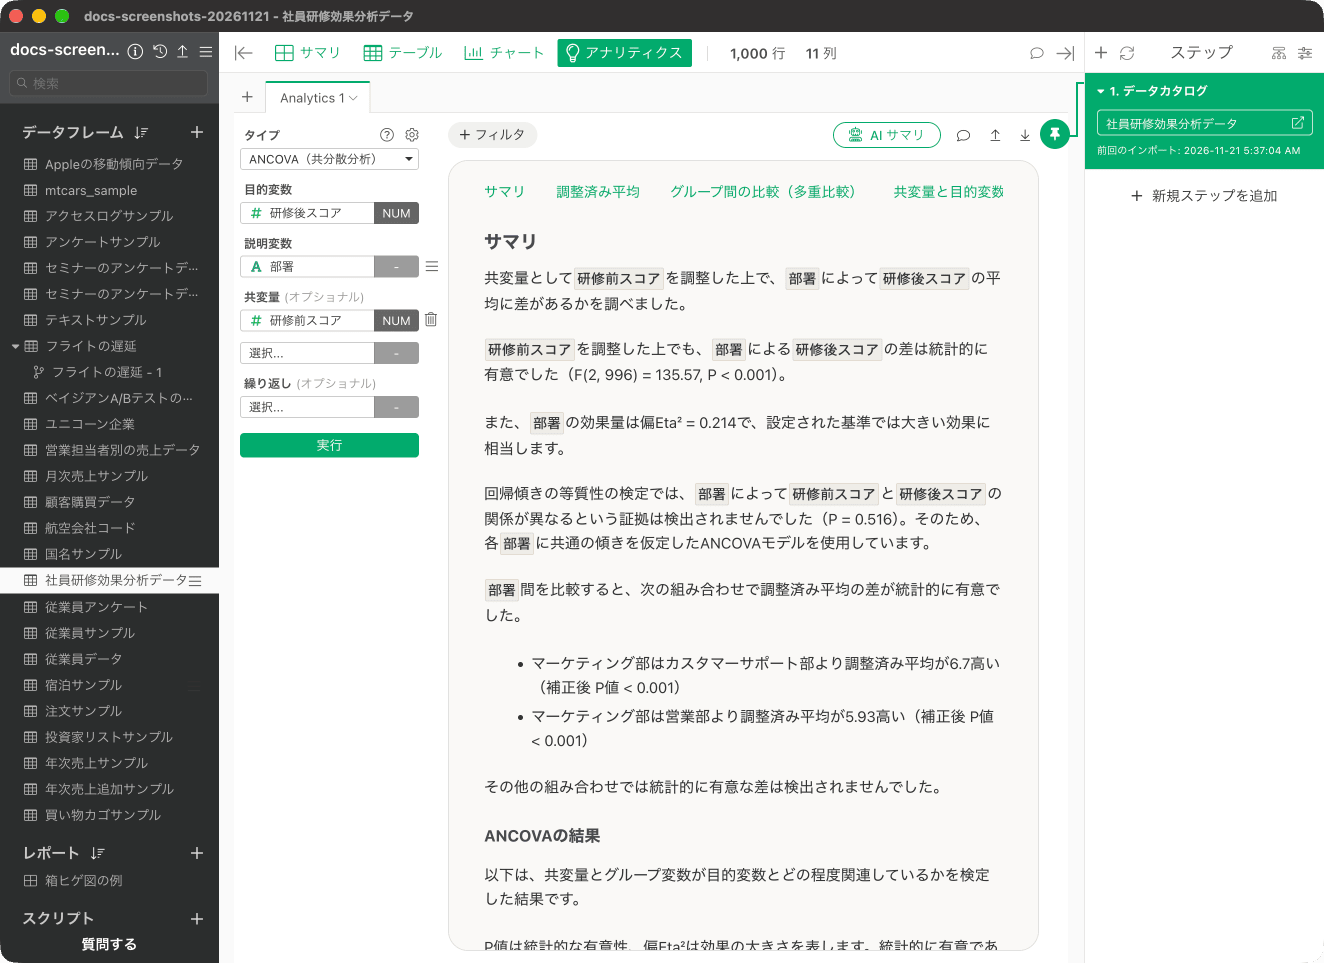 docs-screenshots-20261121 - 社員研修効果分析データ
docs-screen...
検索
データフレーム
Appleの移動傾向データ
mtcars_sample
アクセスログサンプル
アンケートサンプル
セミナーのアンケートデ...
セミナーのアンケートデ...
テキストサンプル
フライトの遅延
フライトの遅延 - 1
ベイジアンA/Bテストの...
ユニコーン企業
営業担当者別の売上データ
月次売上サンプル
顧客購買データ
航空会社コード
国名サンプル
社員研修効果分析データ
従業員アンケート
従業員サンプル
従業員データ
宿泊サンプル
注文サンプル
投資家リストサンプル
年次売上サンプル
年次売上追加サンプル
買い物カゴサンプル
レポート
箱ヒゲ図の例
スクリプト
質問する
サマリ
テーブル
チャート
アナリティクス
1,000 行
11 列
Analytics 1
タイプ
ANCOVA（共分散分析）
目的変数
# 研修後スコア NUM
説明変数
A 部署 -
共変量 (オプショナル)
# 研修前スコア NUM
選択... -
繰り返し (オプショナル)
選択... -
実行
+ フィルタ
AI サマリ
サマリ 調整済み平均 グループ間の比較（多重比較） 共変量と目的変数
サマリ
共変量として 研修前スコア を調整した上で、 部署 によって 研修後スコア の平
均に差があるかを調べました。
研修前スコア を調整した上でも、 部署 による 研修後スコア の差は統計的に
有意でした（F(2, 996) = 135.57, P < 0.001）。
また、 部署 の効果量は偏Eta² = 0.214で、設定された基準では大きい効果に
相当します。
回帰傾きの等質性の検定では、 部署 によって 研修前スコア と 研修後スコア の
関係が異なるという証拠は検出されませんでした（P = 0.516）。そのため、
各 部署 に共通の傾きを仮定したANCOVAモデルを使用しています。
部署 間を比較すると、次の組み合わせで調整済み平均の差が統計的に有意で
した。
• マーケティング部はカスタマーサポート部より調整済み平均が6.7高い
（補正後 P値 < 0.001）
• マーケティング部は営業部より調整済み平均が5.93高い（補正後 P値
< 0.001）
その他の組み合わせでは統計的に有意な差は検出されませんでした。
ANCOVAの結果
以下は、共変量とグループ変数が目的変数とどの程度関連しているかを検定
した結果です。
P値は統計的な有意性、偏Eta²は効果の大きさを表します。統計的に有意であ
ステップ
1. データカタログ
社員研修効果分析データ
前回のインポート: 2026-11-21 5:37:04 AM
+ 新規ステップを追加